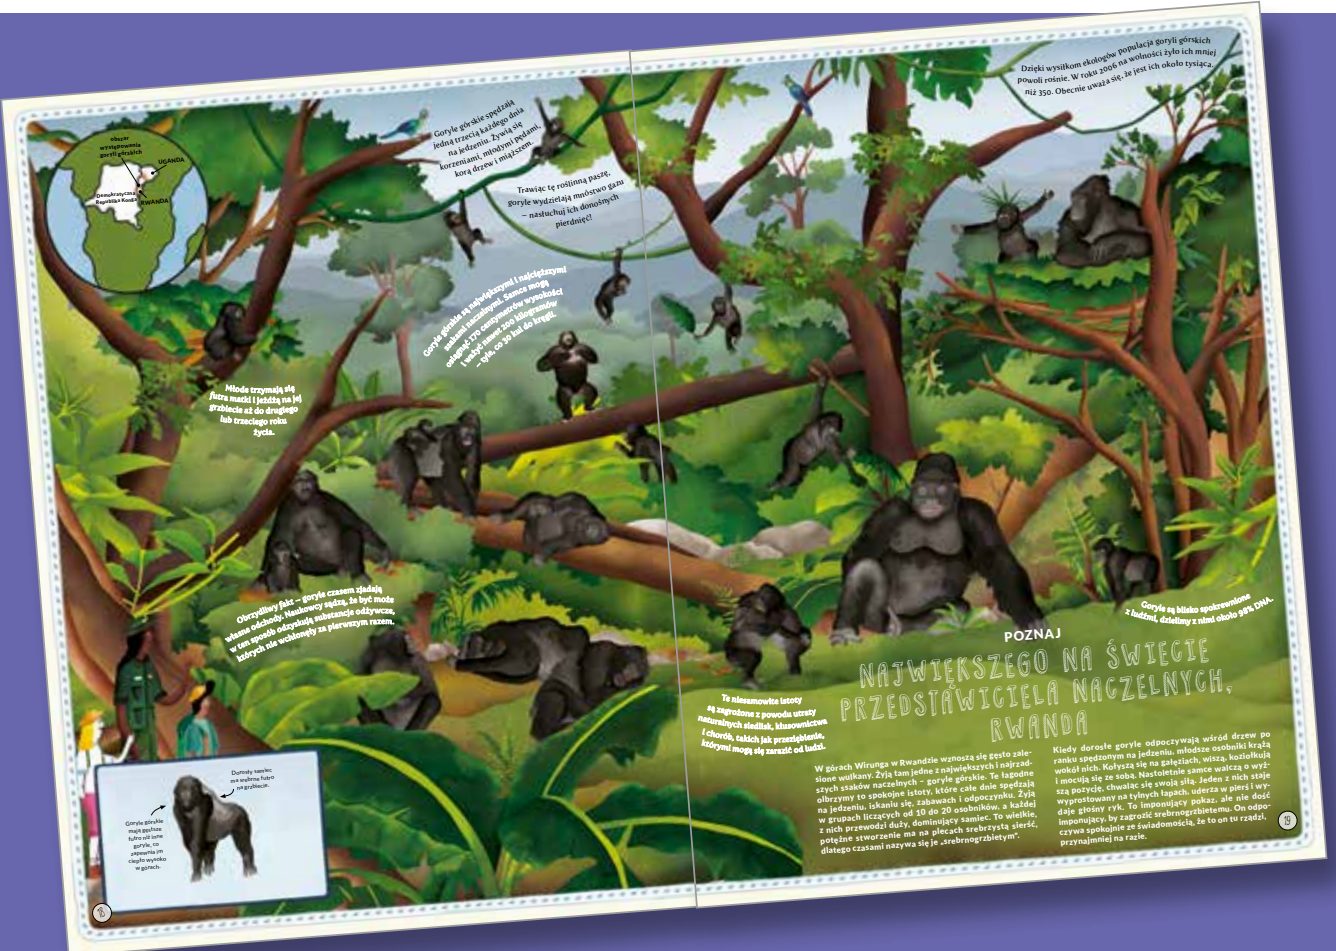 obszar
występowania
goryli górskich
UGANDA
Demokratyczna
Republika Konga
RWANDA
Goryle górskie spędzają
jedną trzecią każdego dnia
na jedzeniu. Żywią się
korzeniami, młodymi pędami,
korą drzew i miąższem.
Trawiąc tę roślinną paszę,
goryle wydzielają mnóstwo gazu
– nasłuchuj ich donośnych
pierdnięć!
Dzięki wysiłkom ekologów populacja goryli górskich
powoli rośnie. W roku 2006 na wolności żyło ich mniej
niż 350. Obecnie uważa się, że jest ich około tysiąca.
Goryle górskie są największymi i najcięższymi
ssakami naczelnymi. Samce mogą
osiągnąć 170 centymetrów wysokości
i ważyć nawet 200 kilogramów
– tyle, co 30 kul do kręgli.
Młode trzymają się
futra matki i jeżdżą na jej
grzbiecie aż do drugiego
lub trzeciego roku
życia.
Obrzydliwy fakt – goryle czasem zjadają
własne odchody. Naukowcy sądzą, że być może
w ten sposób odzyskują substancje odżywcze,
których nie wchłonęły za pierwszym razem.
Goryle są blisko spokrewnione
z ludźmi, dzielimy z nimi około 98% DNA.
Te niesamowite istoty
są zagrożone z powodu utraty
naturalnych siedlisk, kłusownictwa
i chorób, takich jak przeziębienie,
którymi mogą się zarazić od ludzi.
POZNAJ
NAJWIĘKSZEGO NA ŚWIECIE
PRZEDSTAWICIELA NACZELNYCH,
RWANDA
W górach Wirunga w Rwandzie wznoszą się gęsto zale-
sione wulkany. Żyją tam jedne z największych i najrzad-
szych ssaków naczelnych – goryle górskie. Te łagodne
olbrzymy to spokojne istoty, które całe dnie spędzają
na jedzeniu, iskaniu się, zabawach i odpoczynku. Żyją
w grupach liczących od 10 do 20 osobników, a każdej
z nich przewodzi duży, dominujący samiec. To wielkie,
potężne stworzenie ma na plecach srebrzystą sierść,
dlatego czasami nazywa się je „srebrnogrzbietym”.
Kiedy dorosłe goryle odpoczywają wśród drzew po
ranku spędzonym na jedzeniu, młodsze osobniki krążą
wokół nich. Kołyszą się na gałęziach, wiszą, koziołkują
i mocują się ze sobą. Nastoletnie samce walczą o wyż-
szą pozycję, chwaląc się swoją siłą. Jeden z nich staje
wyprostowany na tylnych łapach, uderza w piersi i wy-
daje głośny ryk. To imponujący pokaz, ale nie dość
imponujący, by zagrozić srebrnogrzbietemu. On odpo-
czywa spokojnie ze świadomością, że to on tu rządzi,
przynajmniej na razie.
Dorosły samiec
ma srebrne futro
na grzbiecie.
Goryle górskie
mają gęstsze
futro niż inne
goryle, co
zapewnia im
ciepło wysoko
w górach.
18
19